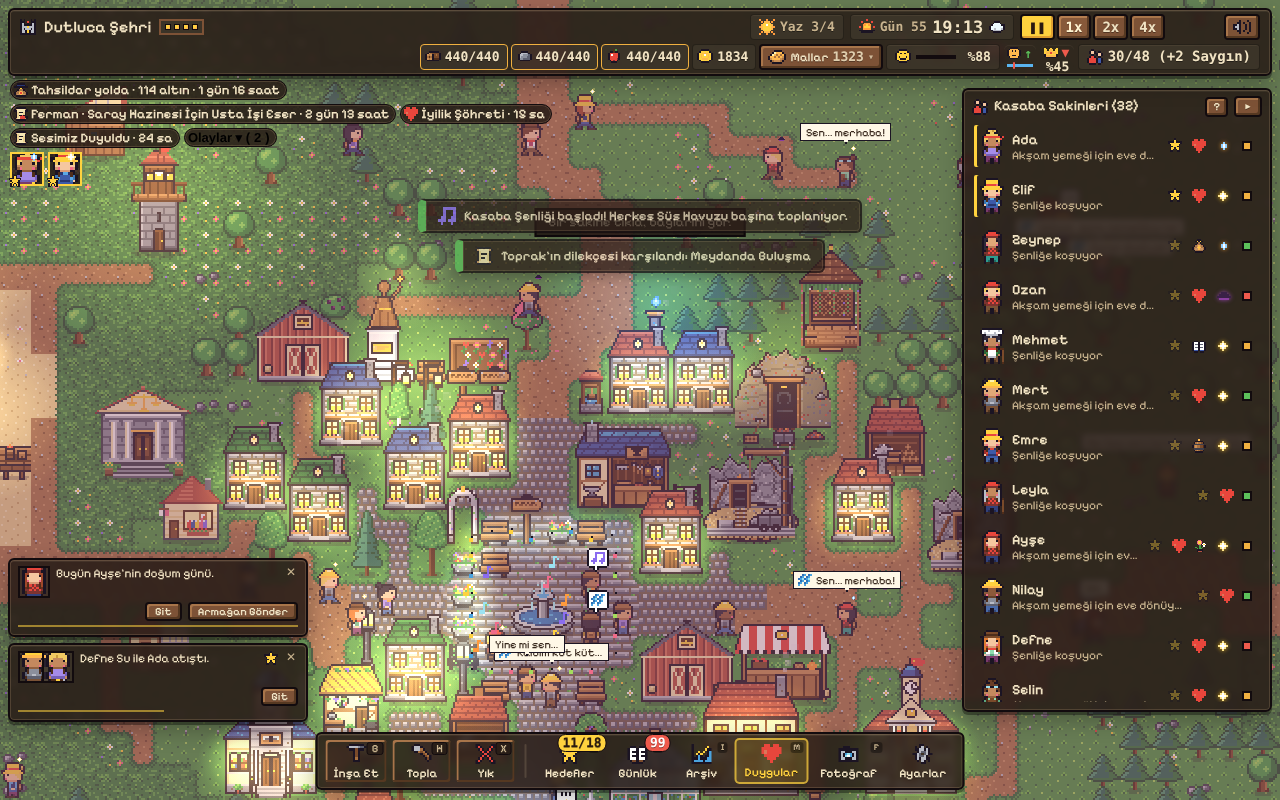 Dutluca Şehri
Yaz 3/4
Gün 55 19:13
1x
2x
4x
440/440
440/440
440/440
1834
Mallar 1323
%88
%45
30/48 (+2 Saygın)
Tahsildar yolda · 114 altın · 1 gün 16 saat
Ferman · Saray Hazinesi İçin Usta İşi Eser · 2 gün 13 saat
İyilik Şöhreti · 18 sa
Sesimiz Duyuldu · 84 sa
Olaylar ▾ ( 2 )
Sen... merhaba!
Kasaba Şenliği başladı! Herkes Süs Havuzu başına toplanıyor.
Toprak'ın dilekçesi karşılandı: Meydanda Buluşma
Kasaba Sakinleri (32)
?
Ada
Akşam yemeği için eve d...
Elif
Şenliğe koşuyor
Zeynep
Şenliğe koşuyor
Ozan
Akşam yemeği için eve d...
Mehmet
Şenliğe koşuyor
Mert
Akşam yemeği için eve d...
Emre
Şenliğe koşuyor
Leyla
Şenliğe koşuyor
Ayşe
Akşam yemeği için ev...
Nilay
Akşam yemeği için eve dönüy...
Defne
Şenliğe koşuyor
Selin
Bugün Ayşe'nin doğum günü.
Git
Armağan Gönder
Defne Su ile Ada atıştı.
Git
Sen... merhaba!
Yine mi sen...
küt...
İnşa Et
B
Topla
H
Yık
X
11/18
Hedefler
99
Günlük
Arşiv
I
Duygular
M
Fotoğraf
F
Ayarlar